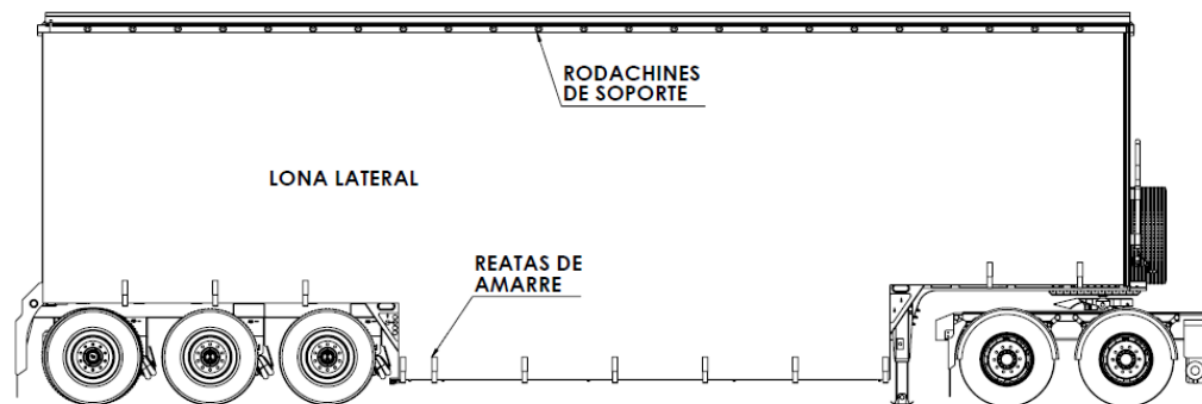 RODACHINES
DE SOPORTE
LONA LATERAL
REATAS DE
AMARRE